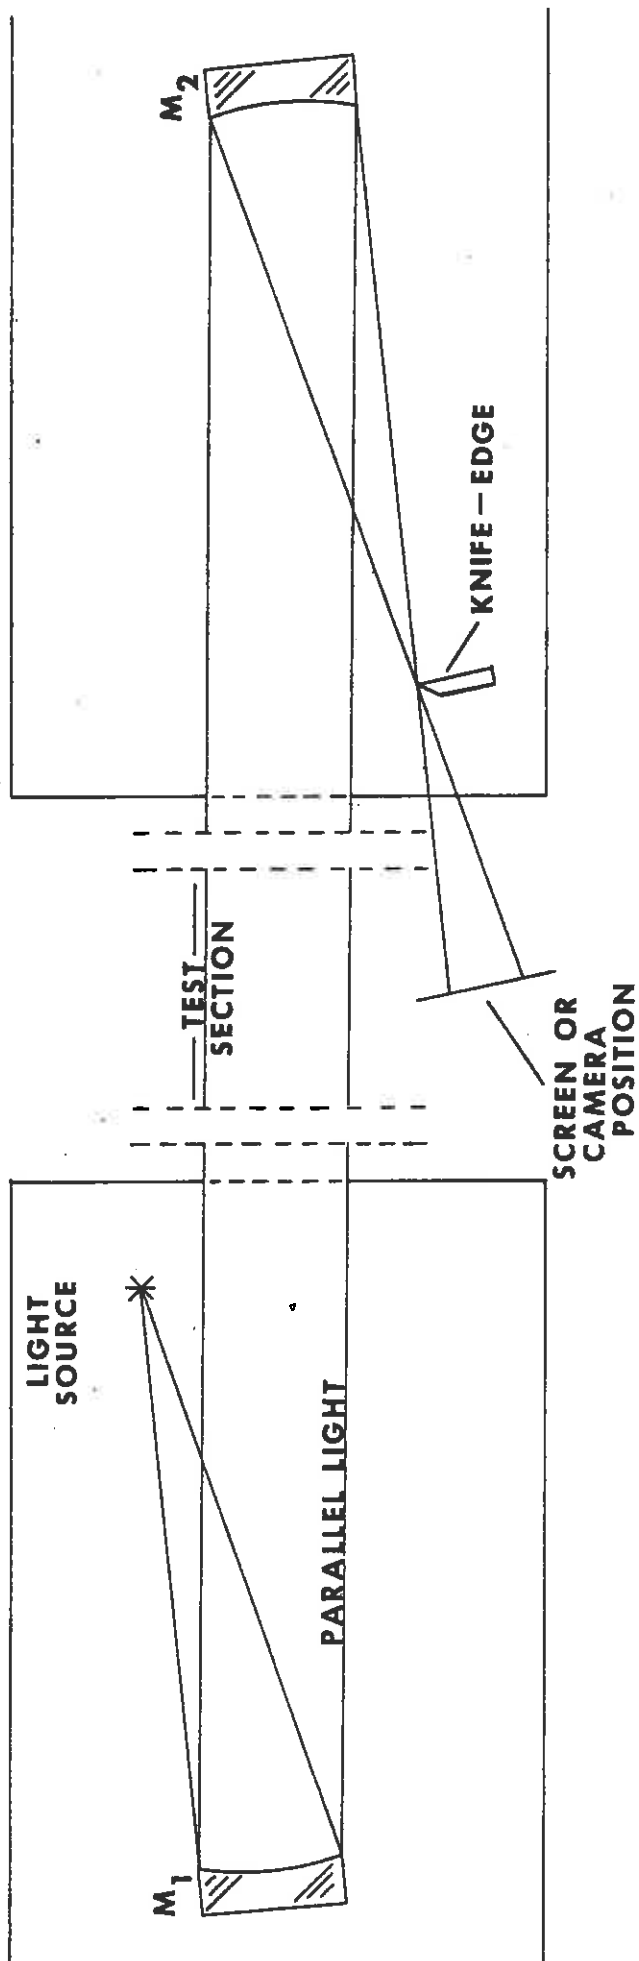 LIGHT
SOURCE
M1
PARALLEL LIGHT
TEST
SECTION
SCREEN OR
CAMERA
POSITION
KNIFE-EDGE
M2